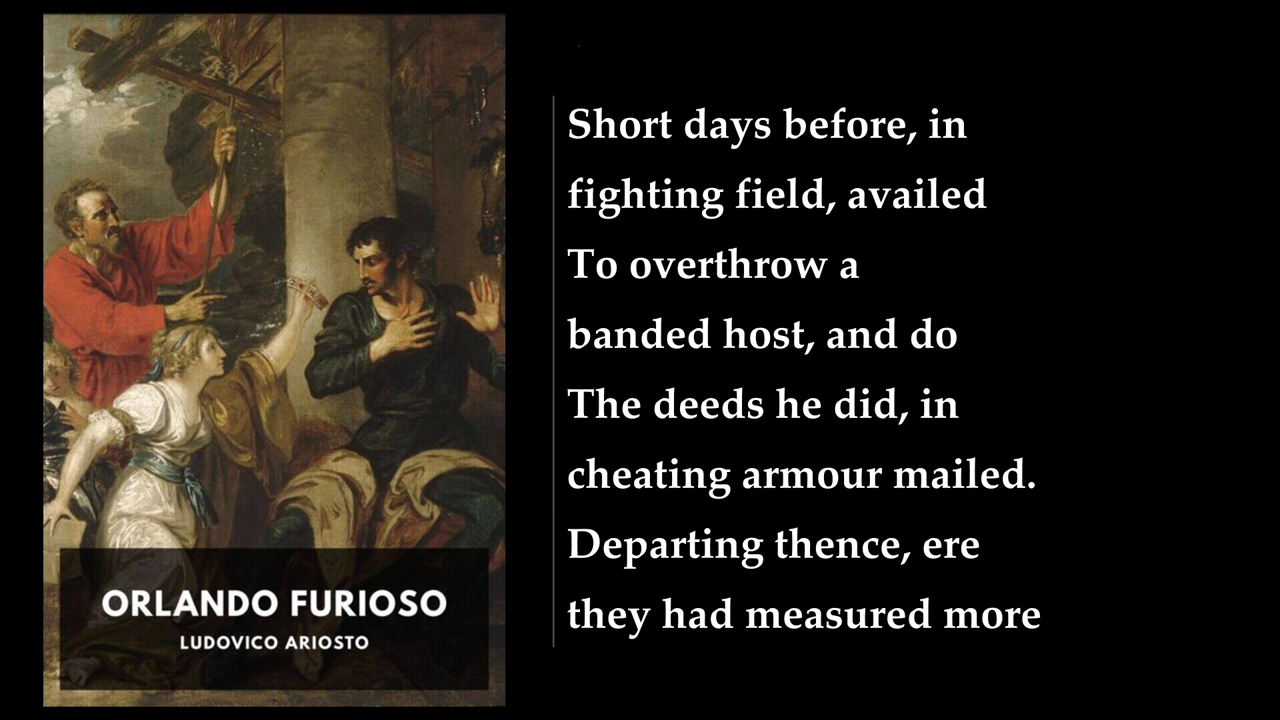 ORLANDO FURIOSO
LUDOVICO ARIOSTO
Short days before, in
fighting field, availed
To overthrow a
banded host, and do
The deeds he did, in
cheating armour mailed.
Departing thence, ere
they had measured more